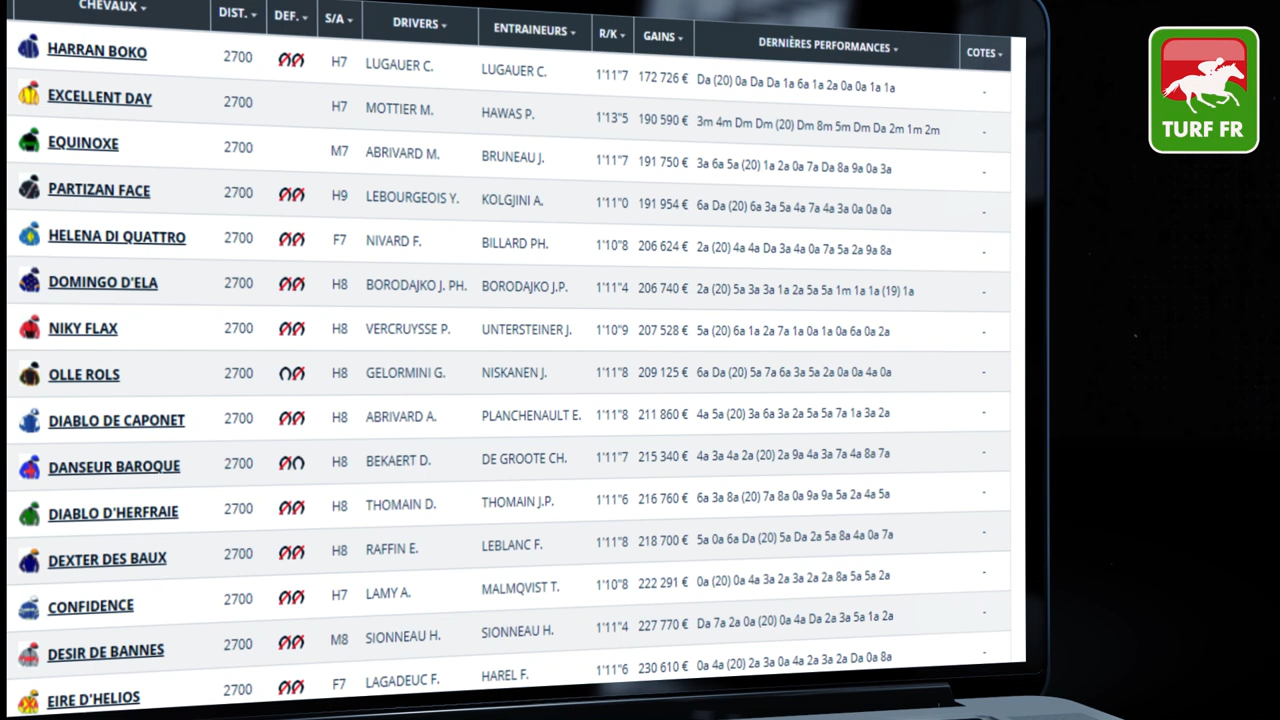 CHEVAUX DIST. DEF. S/A DRIVERS ENTRAINEURS R/K GAINS DERNIÈRES PERFORMANCES COTES
HARRAN BOKO 2700 H7 LUGAUER C. LUGAUER C. 1'11"7 172 726 € Da (20) 0a Da Da 1a 6a 1a 2a 0a 0a 1a 1a -
EXCELLENT DAY 2700 H7 MOTTIER M. HAWAS P. 1'13"5 190 590 € 3m 4m Dm Dm (20) Dm 8m 5m Dm Da 2m 1m 2m -
EQUINOXE 2700 M7 ABRIVARD M. BRUNEAU J. 1'11"7 191 750 € 3a 6a 5a (20) 1a 2a 0a 7a Da 8a 9a 0a 3a -
PARTIZAN FACE 2700 H9 LEBOURGEOIS Y. KOLGJINI A. 1'11"0 191 954 € 6a Da (20) 6a 3a 5a 4a 7a 4a 3a 0a 0a 0a -
HELENA DI QUATTRO 2700 F7 NIVARD F. BILLARD PH. 1'10"8 206 624 € 2a (20) 4a 4a Da 3a 4a 0a 7a 5a 2a 9a 8a -
DOMINGO D'ELA 2700 H8 BORODAJKO J. PH. BORODAJKO J.P. 1'11"4 206 740 € 2a (20) 5a 3a 3a 1a 2a 5a 5a 1m 1a 1a (19) 1a -
NIKY FLAX 2700 H8 VERCRUYSSE P. UNTERSTEINER J. 1'10"9 207 528 € 5a (20) 6a 1a 2a 7a 1a 0a 1a 0a 6a 0a 2a -
OLLE ROLS 2700 H8 GELORMINI G. NISKANEN J. 1'11"8 209 125 € 6a Da (20) 5a 7a 6a 3a 5a 2a 0a 0a 4a 0a -
DIABLO DE CAPONET 2700 H8 ABRIVARD A. PLANCHENAULT E. 1'11"8 211 860 € 4a 5a (20) 3a 6a 3a 2a 5a 5a 7a 1a 3a 2a -
DANSEUR BAROQUE 2700 H8 BEKAERT D. DE GROOTE CH. 1'11"7 215 340 € 4a 3a 4a 2a (20) 2a 9a 4a 3a 7a 4a 8a 7a -
DIABLO D'HERFRAIE 2700 H8 THOMAIN D. THOMAIN J.P. 1'11"6 216 760 € 6a 3a 8a (20) 7a 8a 0a 9a 9a 5a 2a 4a 5a -
DEXTER DES BAUX 2700 H8 RAFFIN E. LEBLANC F. 1'11"8 218 700 € 5a 0a 6a Da (20) 5a Da 2a 5a 8a 4a 0a 7a -
CONFIDENCE 2700 H7 LAMY A. MALMQVIST T. 1'10"8 222 291 € 0a (20) 0a 4a 3a 2a 3a 2a 2a 8a 5a 5a 2a -
DESIR DE BANNES 2700 M8 SIONNEAU H. SIONNEAU H. 1'11"4 227 770 € Da 7a 2a 0a (20) 0a 4a Da 2a 3a 5a 1a 2a -
EIRE D'HELIOS 2700 F7 LAGADEUC F. HAREL F. 1'11"6 230 610 € 0a 4a (20) 2a 3a 0a 4a 2a 3a 2a Da 0a 8a -
TURF FR